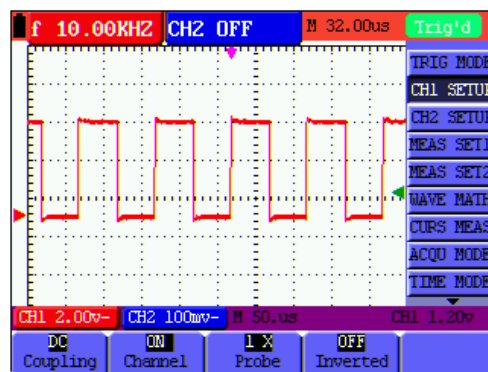 f 10.00KHZ CH2 OFF M 32.00us Trig'd
TRIG MODE
CH1 SETUP
CH2 SETUP
MEAS SET1
MEAS SET2
WAVE MATH
CURS MEAS
ACQU MODE
TIME MODE
CH1 2.00v- CH2 100mv- M 50.us CH1 1.20v
DC ON 1 X OFF
Coupling Channel Probe Inverted